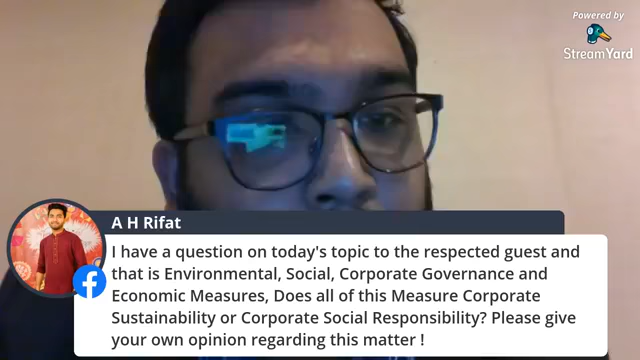 Powered by
StreamYard
A H Rifat
I have a question on today's topic to the respected guest and
that is Environmental, Social, Corporate Governance and
Economic Measures, Does all of this Measure Corporate
Sustainability or Corporate Social Responsibility? Please give
your own opinion regarding this matter !